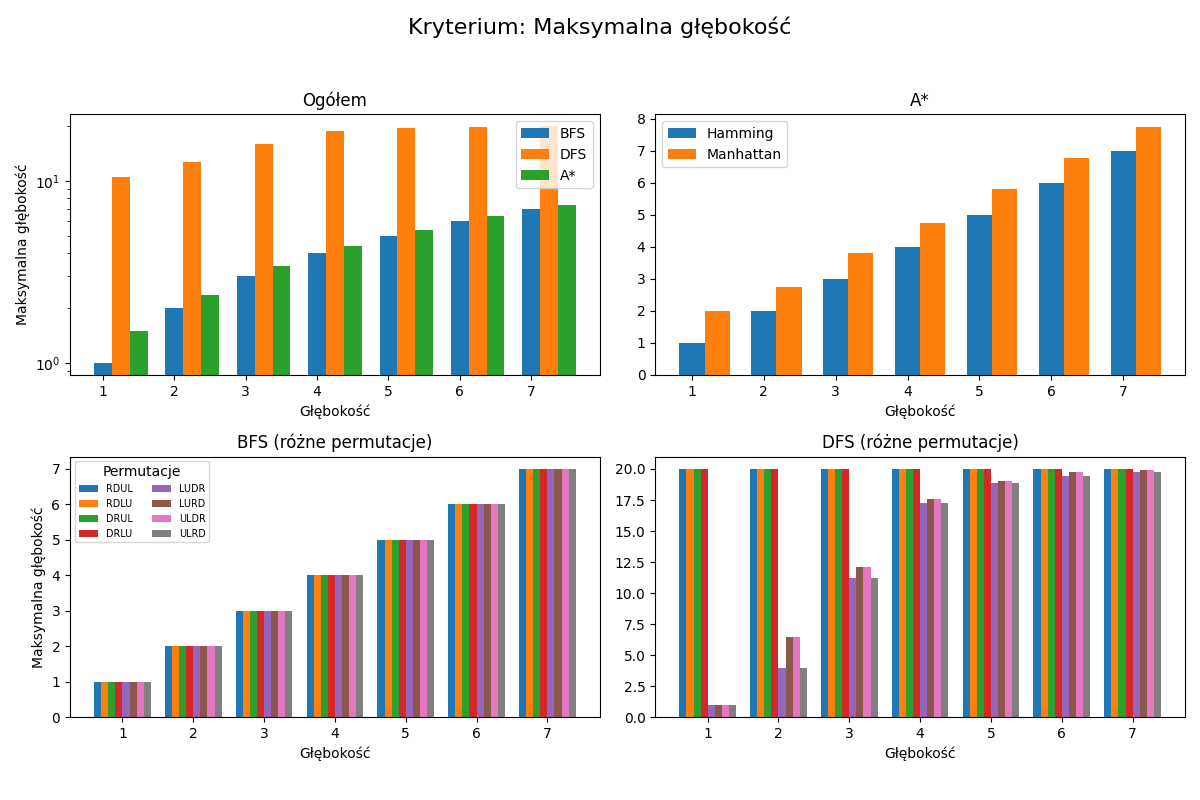 Kryterium: Maksymalna głębokość
Ogółem
Maksymalna głębokość
10¹
10⁰
BFS
DFS
A*
1 2 3 4 5 6 7
Głębokość
A*
8
7
6
5
4
3
2
1
0
Hamming
Manhattan
1 2 3 4 5 6 7
Głębokość
BFS (różne permutacje)
Maksymalna głębokość
7
6
5
4
3
2
1
0
Permutacje
RDUL LUDR
RDLU LURD
DRUL ULDR
DRLU ULRD
1 2 3 4 5 6 7
Głębokość
DFS (różne permutacje)
20.0
17.5
15.0
12.5
10.0
7.5
5.0
2.5
0.0
1 2 3 4 5 6 7
Głębokość